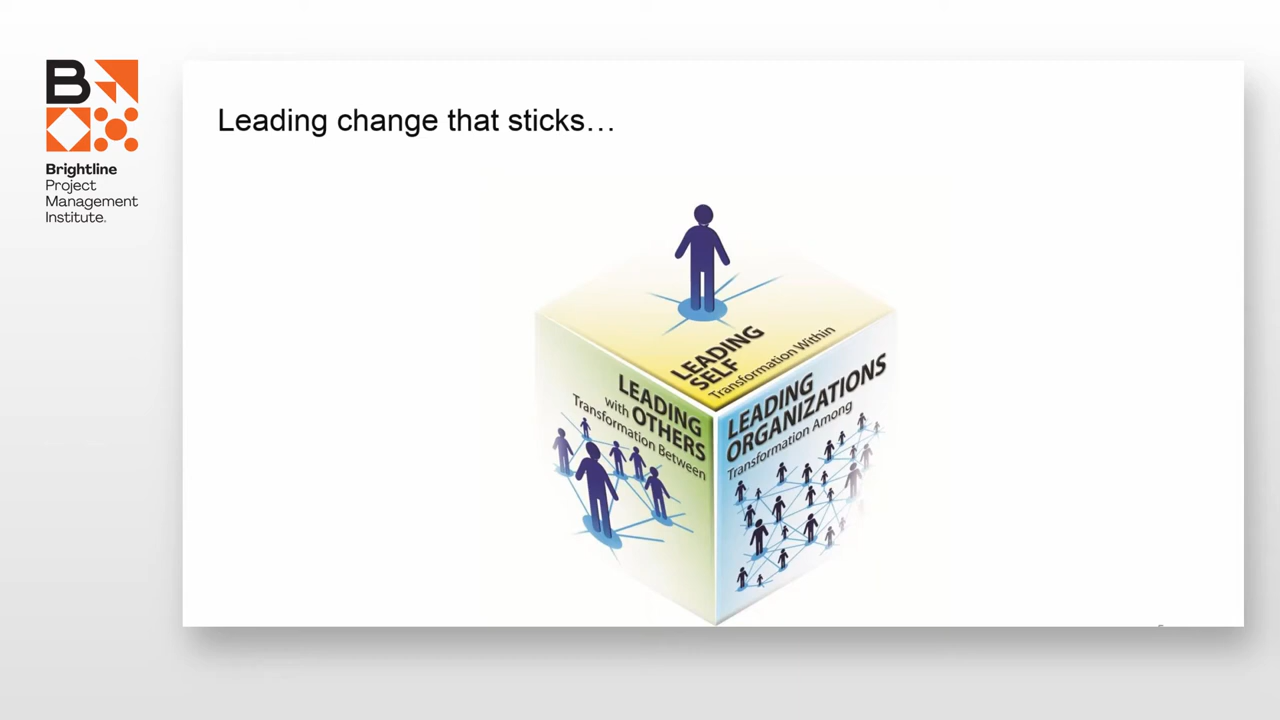 B
Brightline
Project
Management
Institute.
Leading change that sticks…
LEADING
SELF
Transformation Within
LEADING
with OTHERS
Transformation Between
LEADING
ORGANIZATIONS
Transformation Among